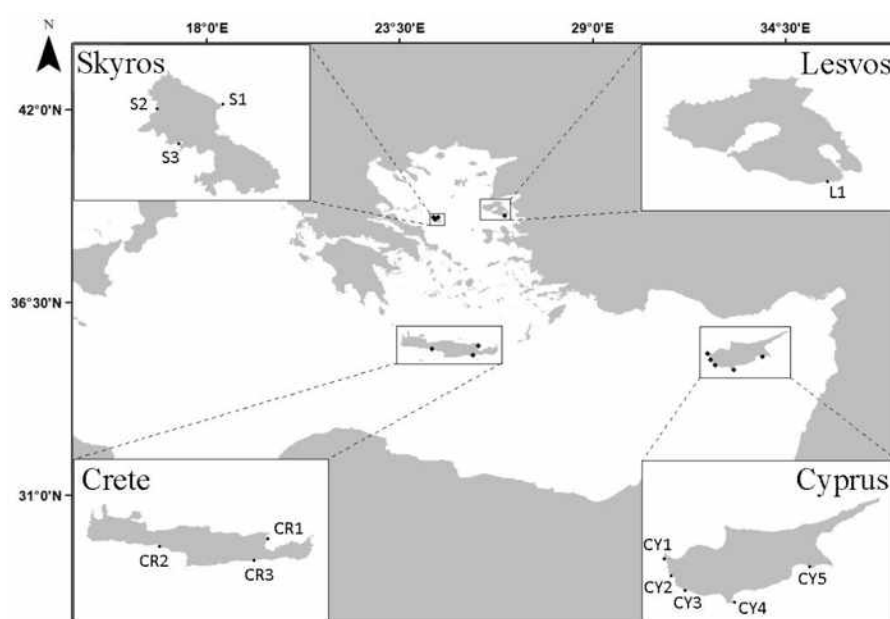 N
18°0'E 23°30'E 29°0'E 34°30'E
42°0'N
36°30'N
31°0'N
Skyros
S1
S2
S3
Lesvos
L1
Crete
CR1
CR2
CR3
Cyprus
CY1
CY2
CY3
CY4
CY5